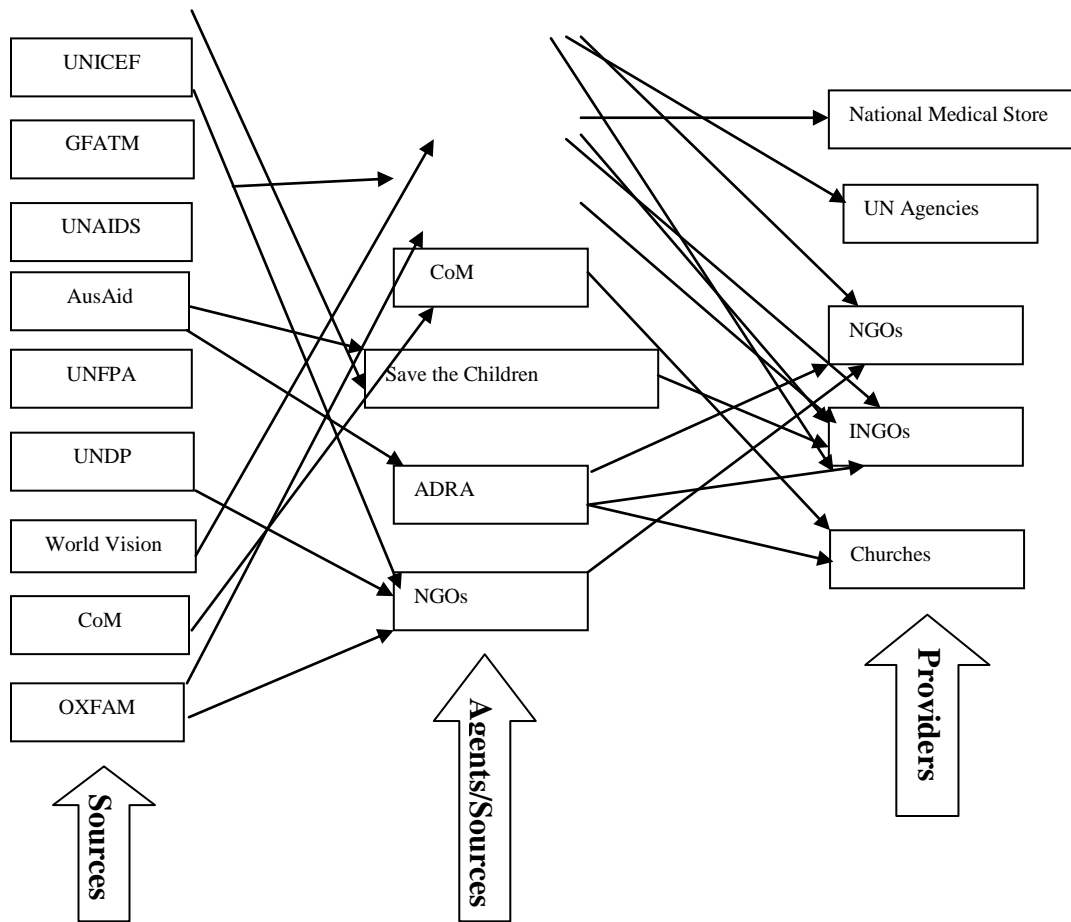 UNICEF
GFATM
UNAIDS
AusAid
UNFPA
UNDP
World Vision
CoM
OXFAM
Sources
CoM
Save the Children
ADRA
NGOs
Agents/Sources
National Medical Store
UN Agencies
NGOs
INGOs
Churches
Providers